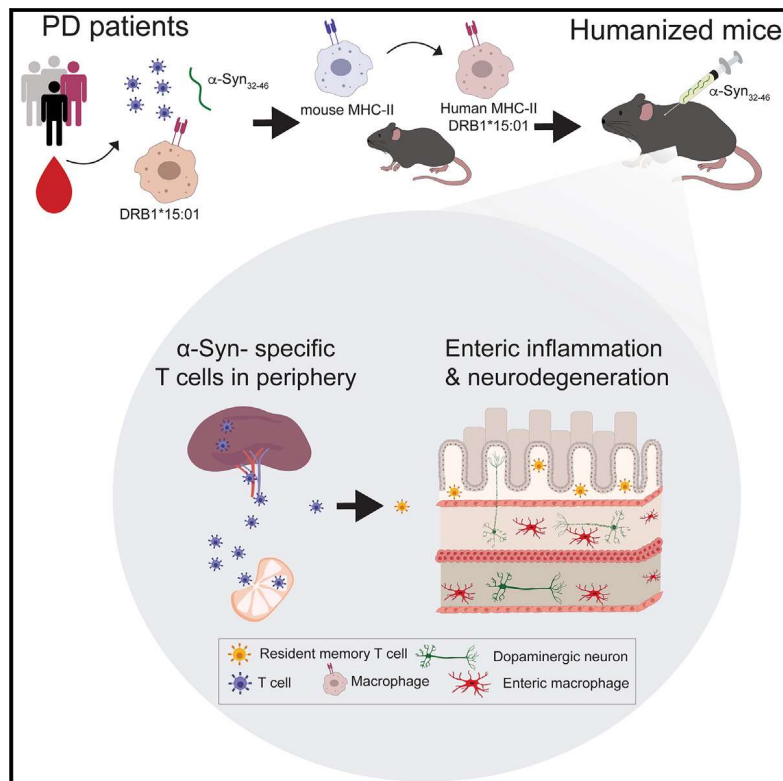 PD patients
α-Syn32-46
DRB1*15:01
mouse MHC-II
Human MHC-II
DRB1*15:01
Humanized mice
α-Syn32-46
α-Syn- specific
T cells in periphery
Enteric inflammation
& neurodegeneration
Resident memory T cell
Dopaminergic neuron
T cell
Macrophage
Enteric macrophage